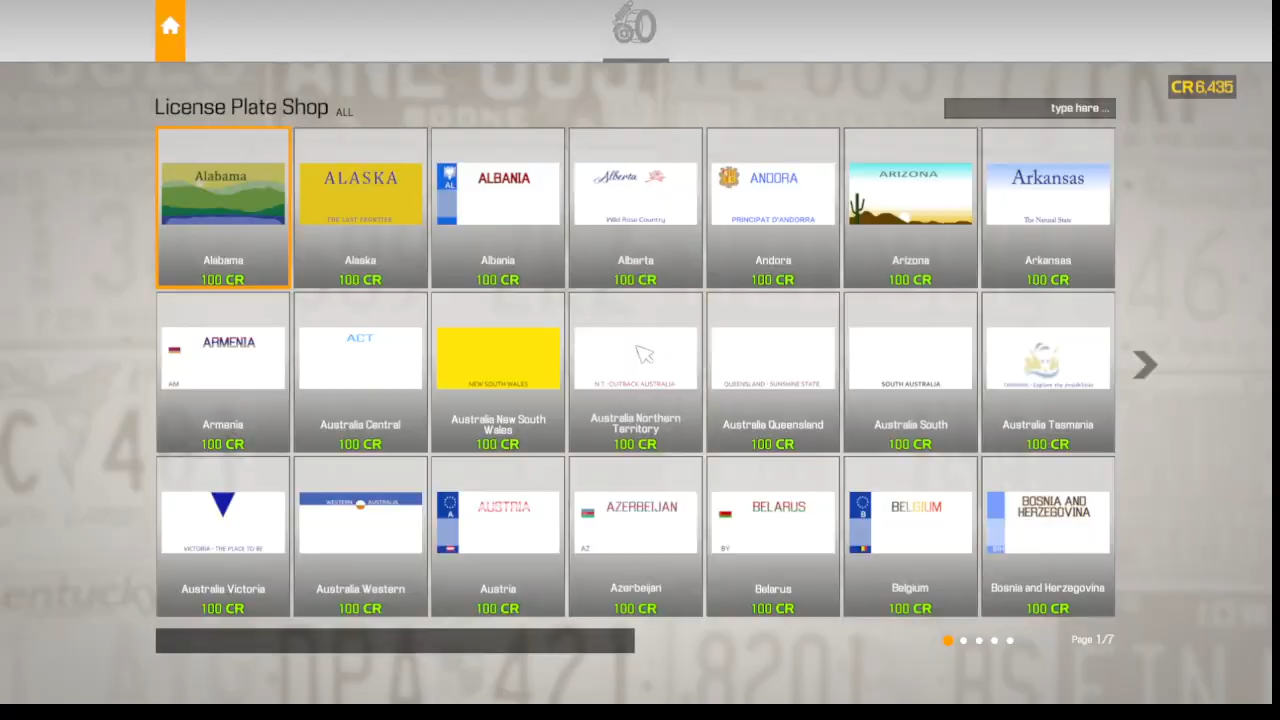 60
CR 6,435
License Plate Shop ALL
type here ...
Alabama
ALASKA
THE LAST FRONTIER
AL
ALBANIA
Alberta
Wild Rose Country
ANDORA
PRINCIPAT D'ANDORRA
ARIZONA
Arkansas
The Natural State
Alabama
Alaska
Albania
Alberta
Andora
Arizona
Arkansas
100 CR
100 CR
100 CR
100 CR
100 CR
100 CR
100 CR
ARMENIA
AM
ACT
NEW SOUTH WALES
NT · OUTBACK AUSTRALIA
QUEENSLAND · SUNSHINE STATE
SOUTH AUSTRALIA
Explore the possibilities
Armenia
Australia Central
Australia New South
Wales
Australia Northern
Territory
Australia Queensland
Australia South
Australia Tasmania
100 CR
100 CR
100 CR
100 CR
100 CR
100 CR
100 CR
VICTORIA - THE PLACE TO BE
WESTERN AUSTRALIA
A
AUSTRIA
AZERBEIJAN
AZ
BELARUS
BY
B
BELGIUM
BOSNIA AND
HERZEGOVINA
BIH
Australia Victoria
Australia Western
Austria
Azerbeijan
Belarus
Belgium
Bosnia and Herzegovina
100 CR
100 CR
100 CR
100 CR
100 CR
100 CR
100 CR
Page 1/7